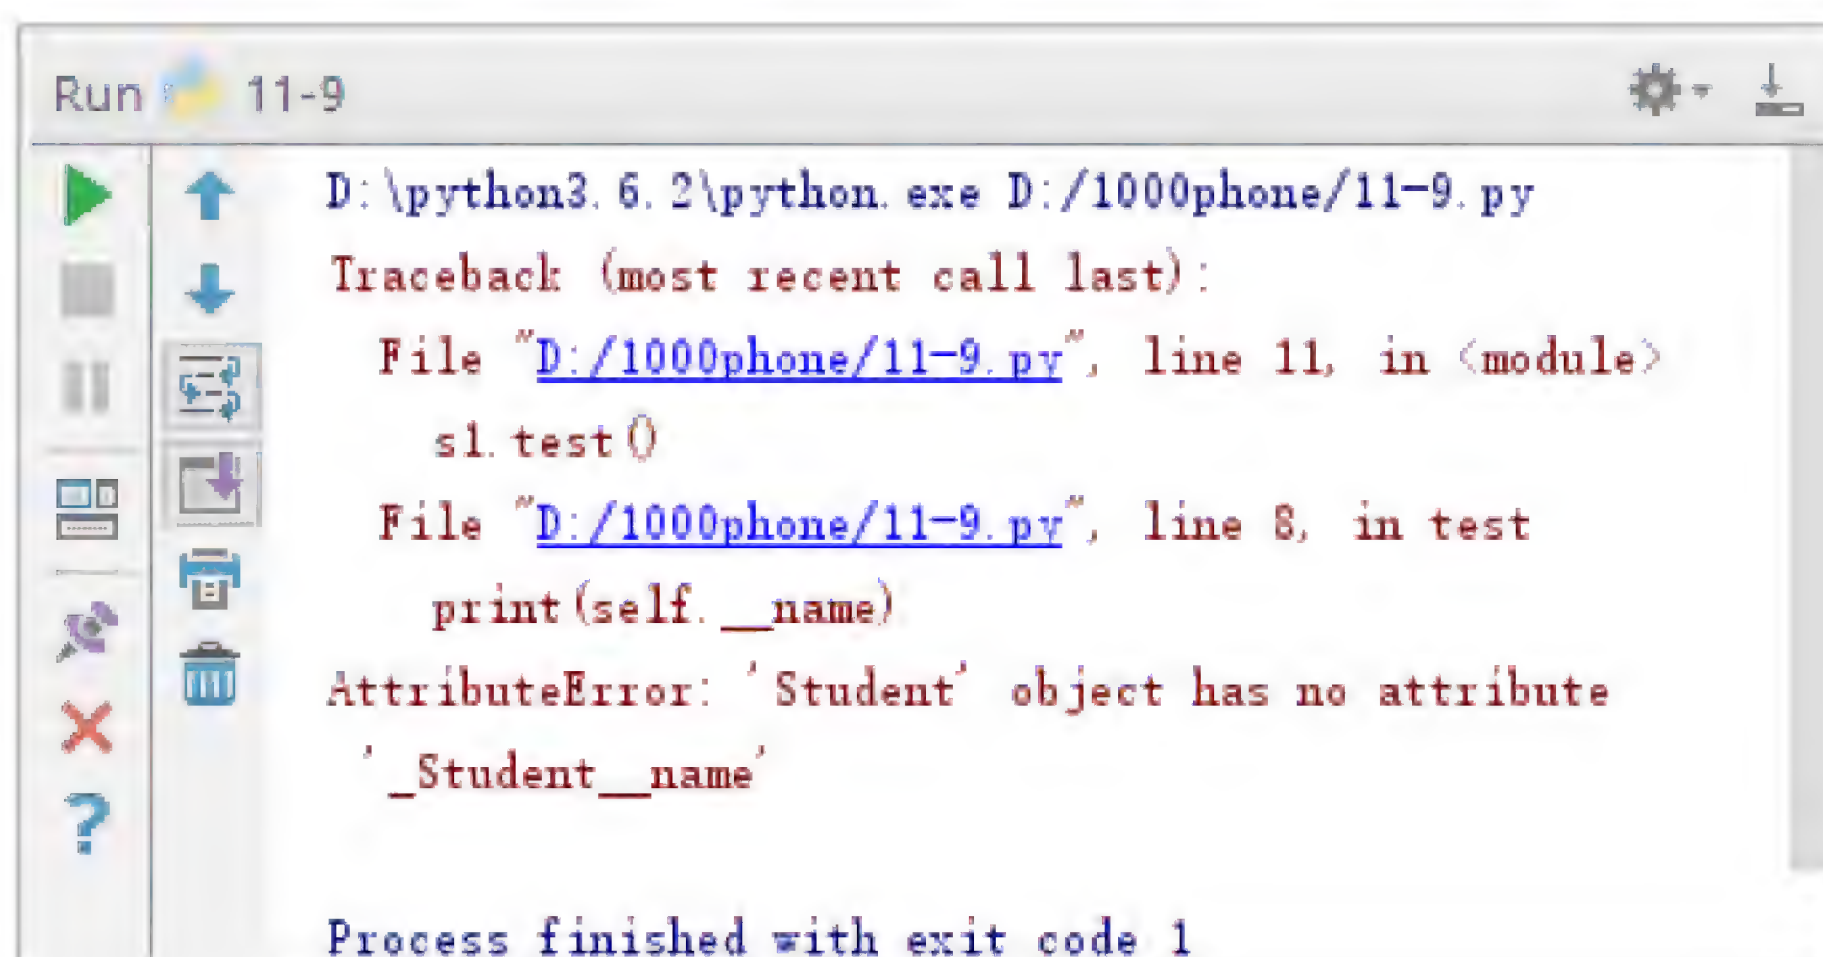 Run 11-9
D:\python3.6.2\python.exe D:/1000phone/11-9.py
Traceback (most recent call last):
File "D:/1000phone/11-9.py", line 11, in <module>
s1.test()
File "D:/1000phone/11-9.py", line 8, in test
print(self.__name)
AttributeError: 'Student' object has no attribute
'_Student__name'
Process finished with exit code 1